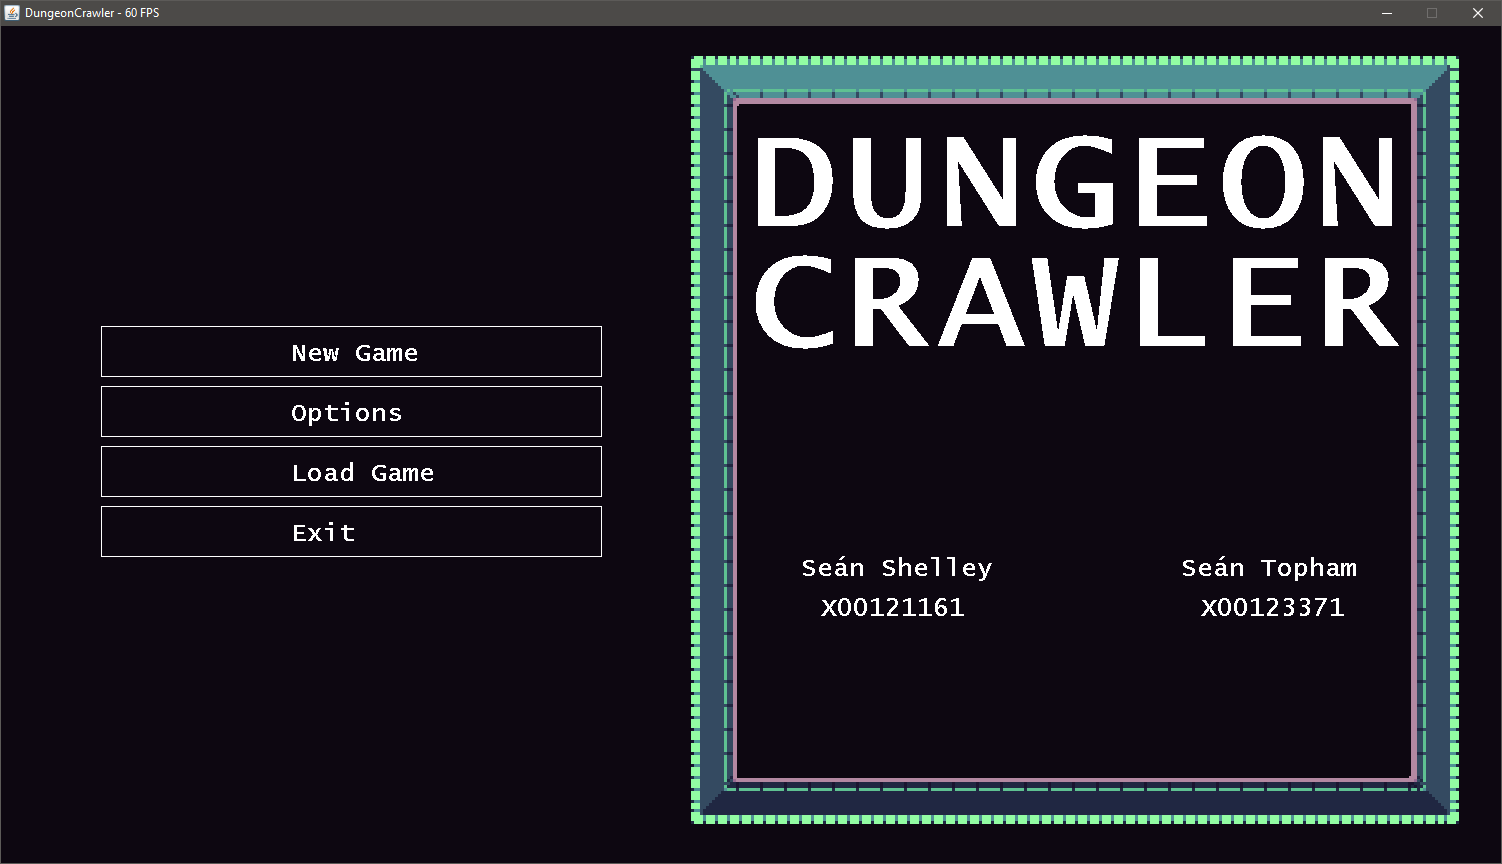 DungeonCrawler - 60 FPS
New Game
Options
Load Game
Exit
DUNGEON
CRAWLER
Seán Shelley
X00121161
Seán Topham
X00123371